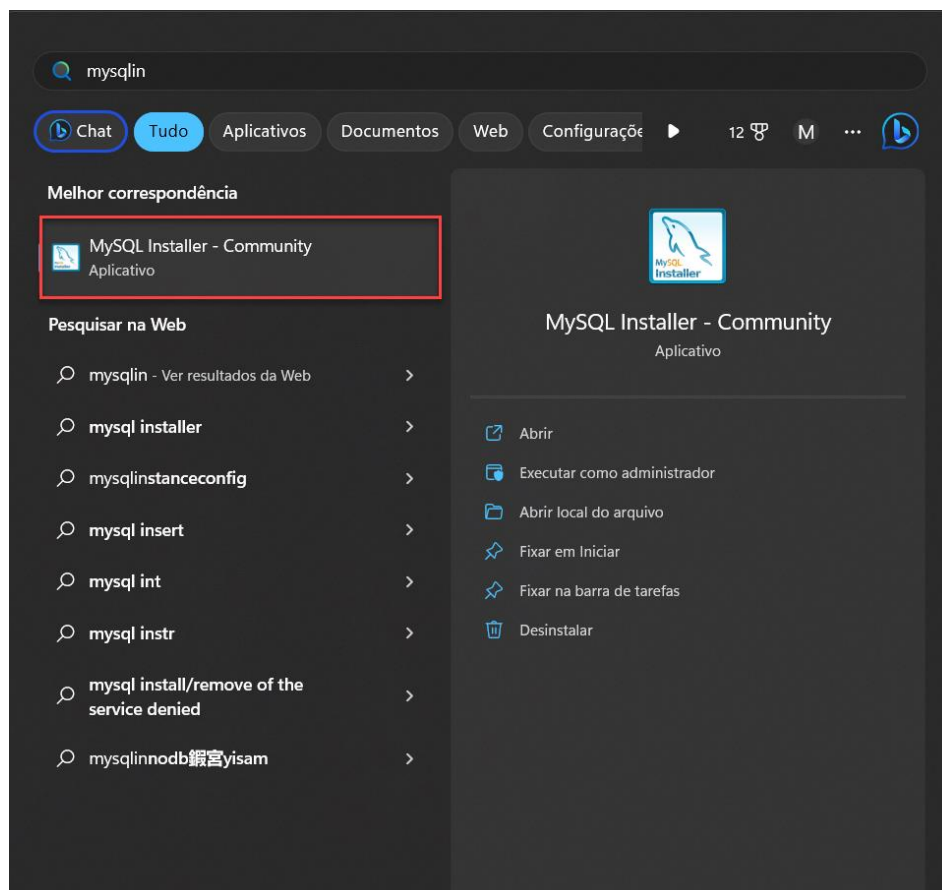 mysqlin
Chat
Tudo
Aplicativos
Documentos
Web
Configuraçõe
12
M
...
Melhor correspondência
MySQL Installer - Community
Aplicativo
Pesquisar na Web
mysqlin - Ver resultados da Web
mysql installer
mysqlinstanceconfig
mysql insert
mysql int
mysql instr
mysql install/remove of the
service denied
mysqlinnodb鍜宮yisam
MySQL
Installer
MySQL Installer - Community
Aplicativo
Abrir
Executar como administrador
Abrir local do arquivo
Fixar em Iniciar
Fixar na barra de tarefas
Desinstalar